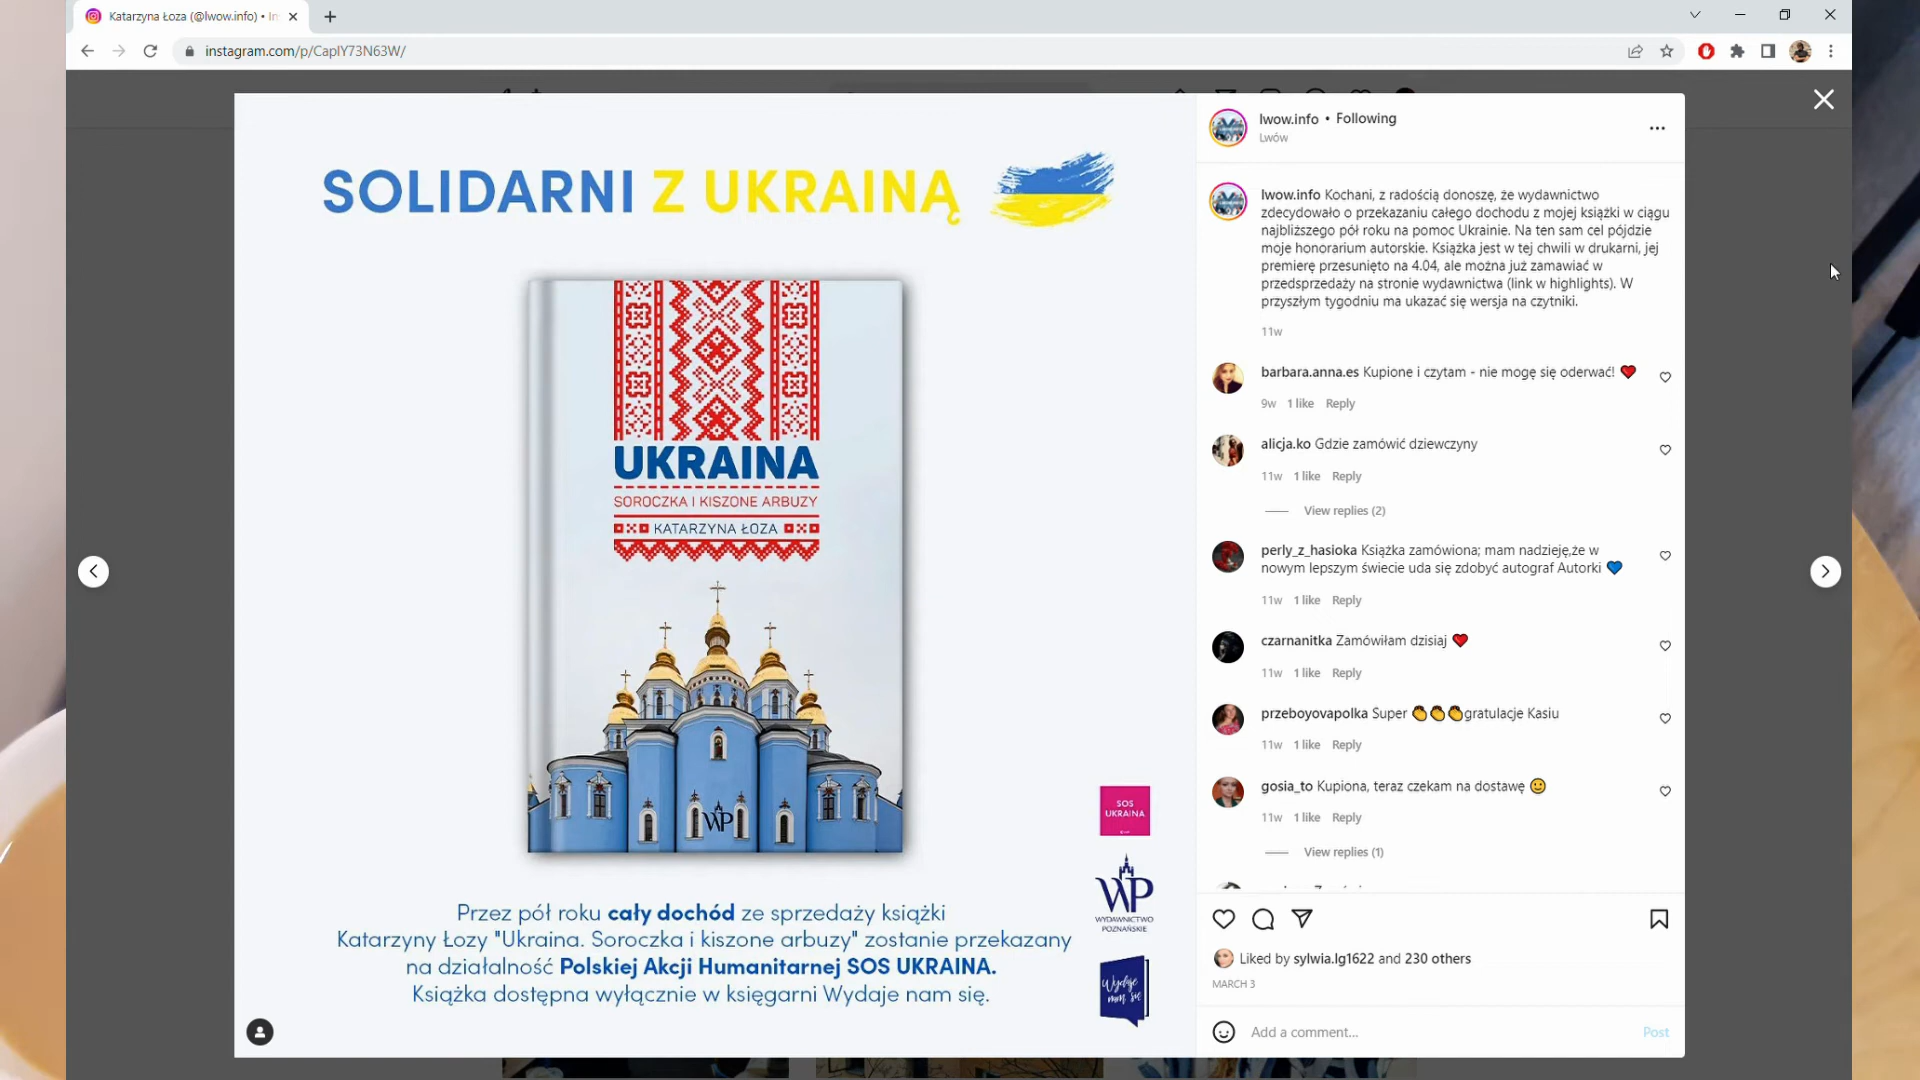 Katarzyna Łoza (@lwow.info) • In
instagram.com/p/CaplY73N63W/
SOLIDARNI Z UKRAINĄ
UKRAINA
SOROCZKA I KISZONE ARBUZY
KATARZYNA ŁOZA
WP
SOS
UKRAINA
WP
WYDAWNICTWO
POZNAŃSKIE
Wydaje
nam się
Przez pół roku cały dochód ze sprzedaży książki
Katarzyny Łozy "Ukraina. Soroczka i kiszone arbuzy" zostanie przekazany
na działalność Polskiej Akcji Humanitarnej SOS UKRAINA.
Książka dostępna wyłącznie w księgarni Wydaje nam się.
lwow.info • Following
Lwów
lwow.info Kochani, z radością donoszę, że wydawnictwo
zdecydowało o przekazaniu całego dochodu z mojej książki w ciągu
najbliższego pół roku na pomoc Ukrainie. Na ten sam cel pójdzie
moje honorarium autorskie. Książka jest w tej chwili w drukarni, jej
premierę przesunięto na 4.04, ale można już zamawiać w
przedsprzedaży na stronie wydawnictwa (link w highlights). W
przyszłym tygodniu ma ukazać się wersja na czytniki.
11w
barbara.anna.es Kupione i czytam - nie mogę się oderwać! ❤️
9w 1 like Reply
alicja.ko Gdzie zamówić dziewczyny
11w 1 like Reply
View replies (2)
perly_z_hasioka Książka zamówiona; mam nadzieję,że w
nowym lepszym świecie uda się zdobyć autograf Autorki 💙
11w 1 like Reply
czarnanitka Zamówiłam dzisiaj ❤️
11w 1 like Reply
przeboyovapolka Super 👏👏👏gratulacje Kasiu
11w 1 like Reply
gosia_to Kupiona, teraz czekam na dostawę 🙂
11w 1 like Reply
View replies (1)
Liked by sylwia.lg1622 and 230 others
MARCH 3
Add a comment...
Post